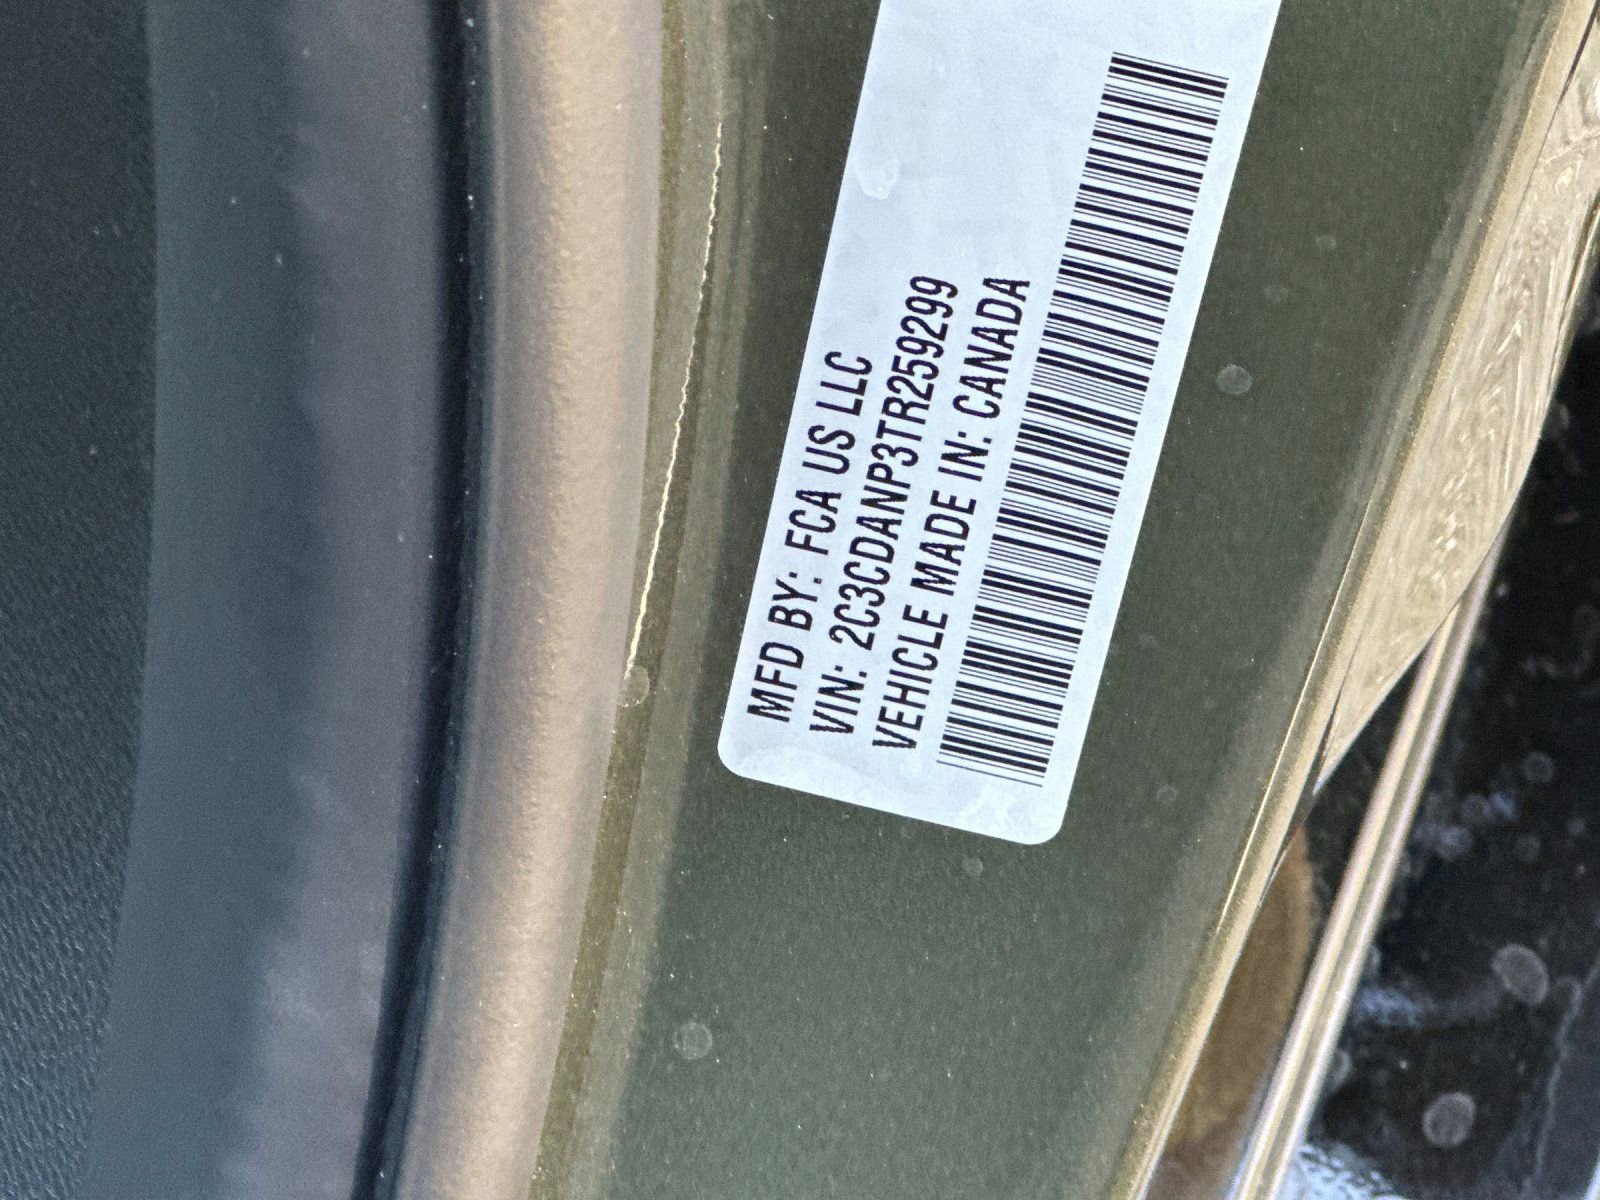 MFD BY: FCA US LLC
VIN: 2C3CDANP3TR259299
VEHICLE MADE IN: CANADA